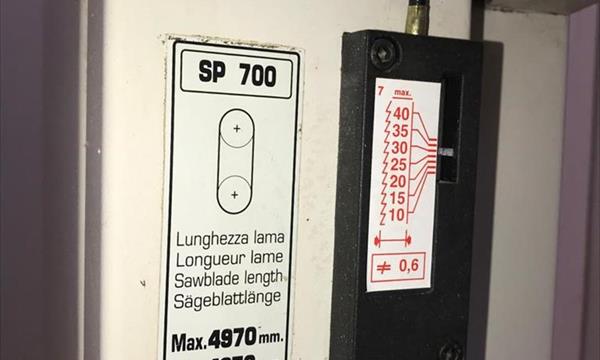 SP 700
Lunghezza lama
Longueur lame
Sawblade length
Sägeblattlänge
Max.4970 mm.
7 max.
40
35
30
25
20
15
10
≠ 0,6